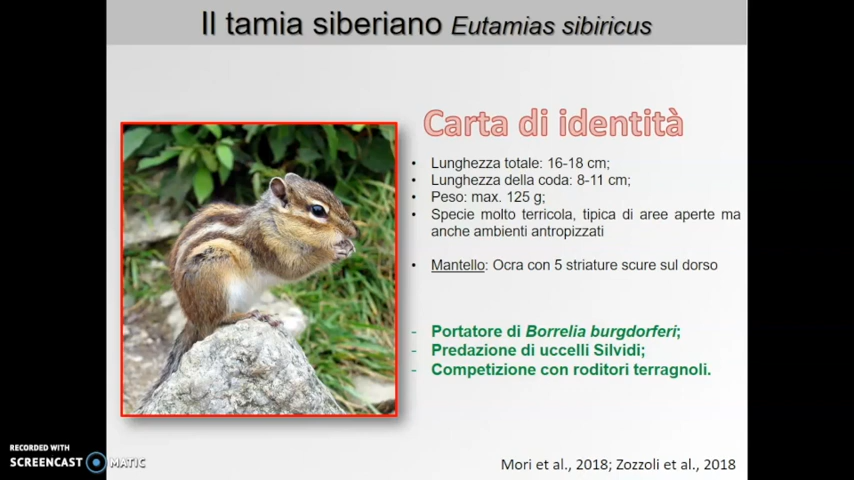 Il tamia siberiano Eutamias sibiricus
Carta di identità
• Lunghezza totale: 16-18 cm;
• Lunghezza della coda: 8-11 cm;
• Peso: max. 125 g;
• Specie molto terricola, tipica di aree aperte ma
anche ambienti antropizzati
• Mantello: Ocra con 5 striature scure sul dorso
- Portatore di Borrelia burgdorferi;
- Predazione di uccelli Silvidi;
- Competizione con roditori terragnoli.
Mori et al., 2018; Zozzoli et al., 2018
RECORDED WITH
SCREENCAST MATIC